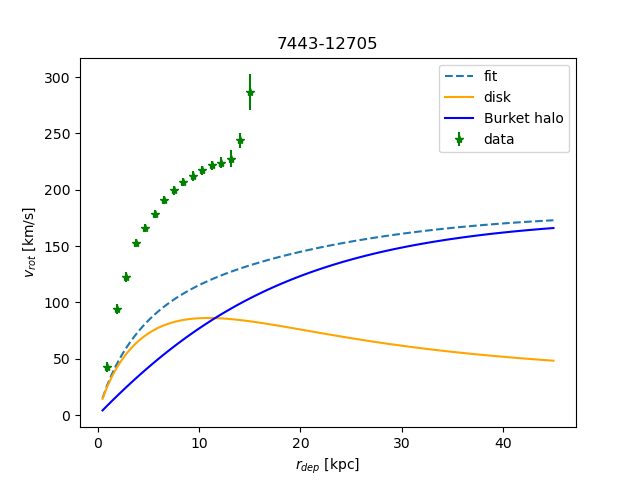 7443-12705
fit
disk
Burket halo
data
300
250
200
150
100
50
0
v_rot [km/s]
0 10 20 30 40
r_dep [kpc]